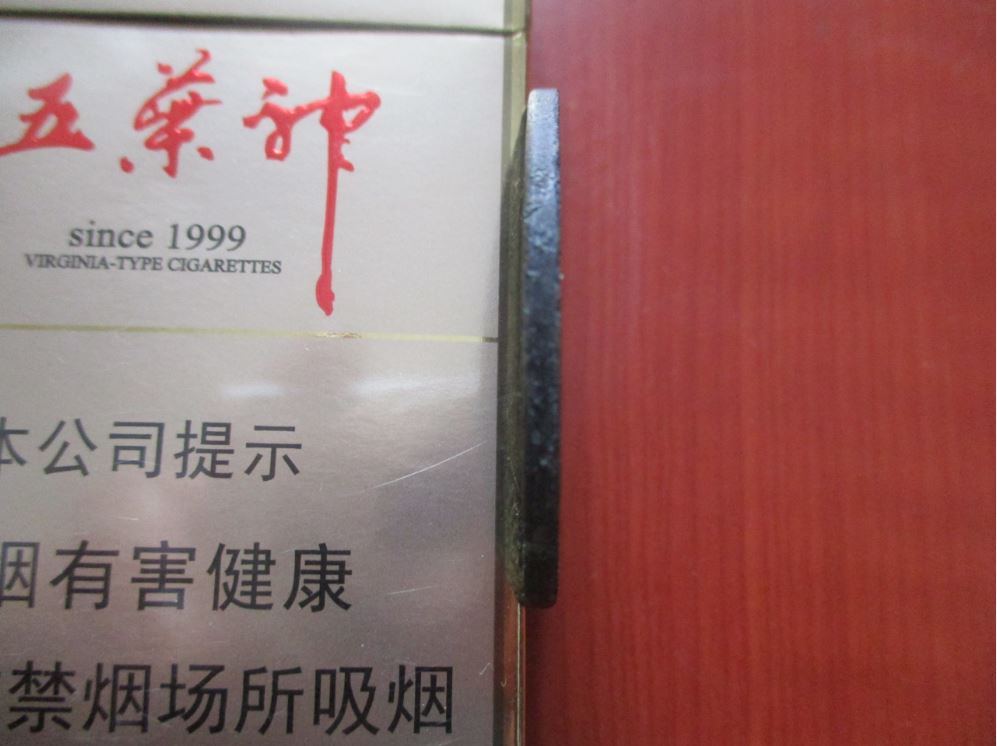 五葉神
since 1999
VIRGINIA-TYPE CIGARETTES
本公司提示
烟有害健康
禁烟场所吸烟